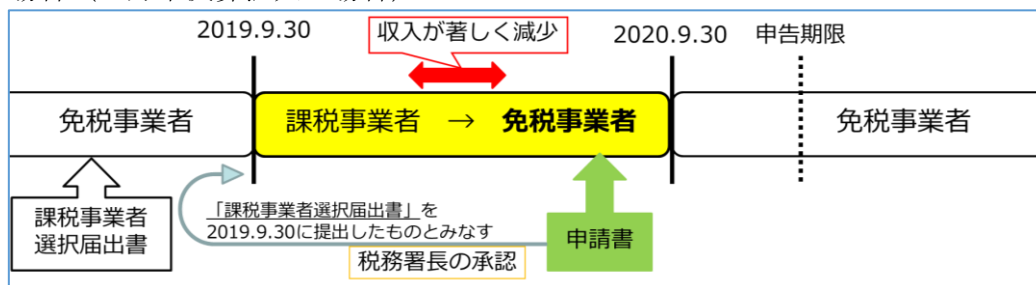 2019.9.30
収入が著しく減少
2020.9.30
申告期限
免税事業者
課税事業者 → 免税事業者
免税事業者
課税事業者
選択届出書
「課税事業者選択届出書」を
2019.9.30に提出したものとみなす
税務署長の承認
申請書